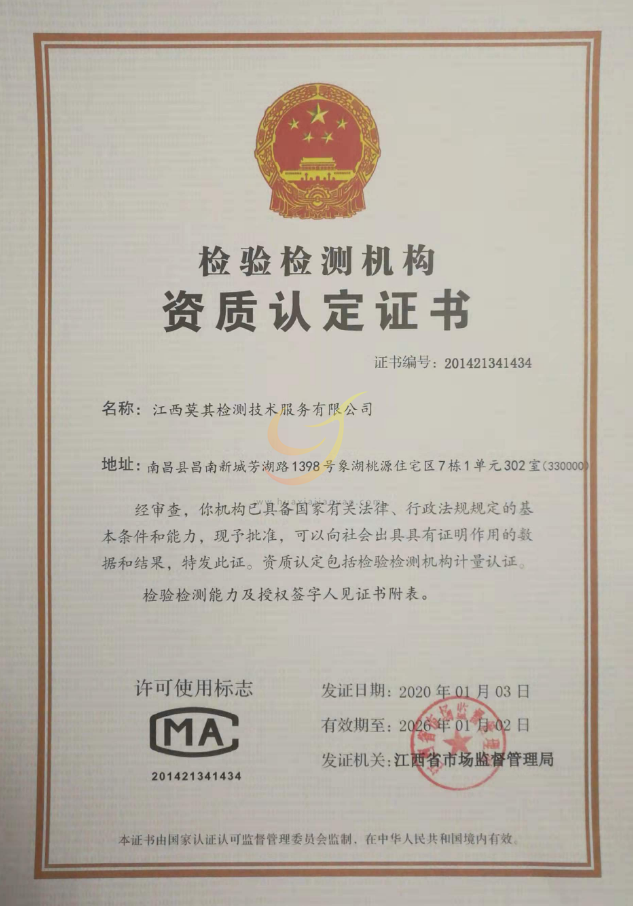 检验检测机构
资质认定证书
证书编号：201421341434
名称：江西莫其检测技术服务有限公司
地址：南昌县昌南新城芳湖路1398号象湖桃源住宅区7栋1单元302室(3300000)
经审查，你机构已具备国家有关法律、行政法规规定的基
本条件和能力，现予批准，可以向社会出具具有证明作用的数
据和结果，特发此证。资质认定包括检验检测机构计量认证。
检验检测能力及授权签字人见证书附表。
许可使用标志
MA
201421341434
发证日期：2020年01月03日
有效期至：2026年01月02日
发证机关：江西省市场监督管理局
本证书由国家认证认可监督管理委员会监制，在中华人民共和国境内有效。